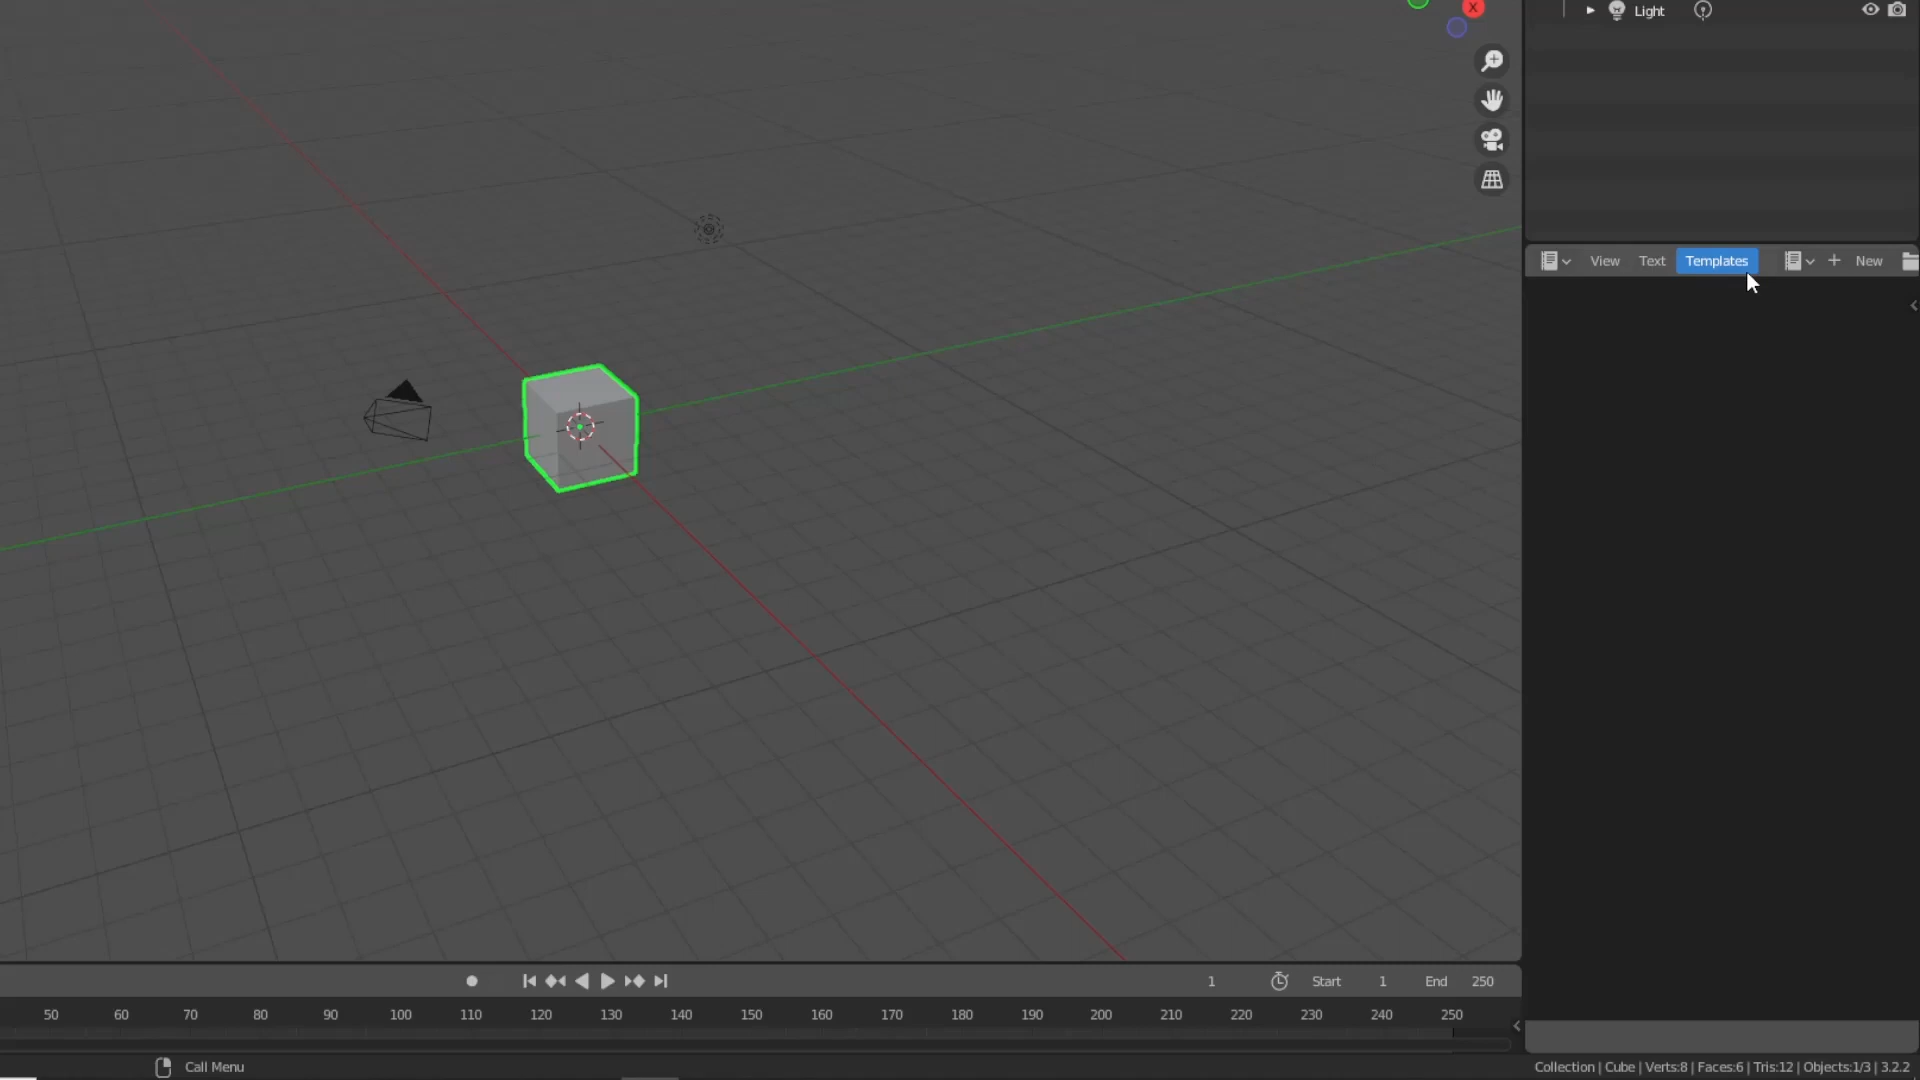 X
Light
View Text Templates New
1 Start 1 End 250
50 60 70 80 90 100 110 120 130 140 150 160 170 180 190 200 210 220 230 240 250
Call Menu
Collection | Cube | Verts:8 | Faces:6 | Tris:12 | Objects:1/3 | 3.2.2